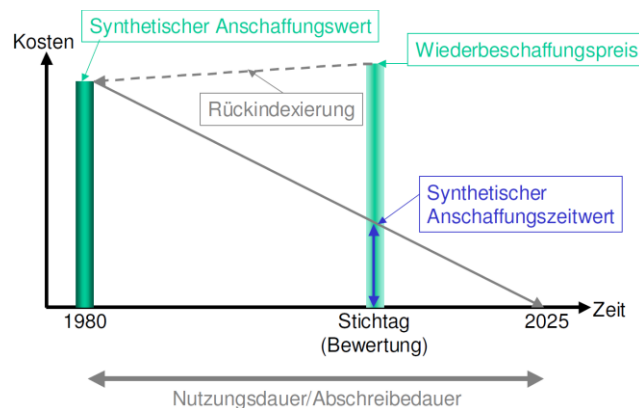 Synthetischer Anschaffungswert
Kosten
Wiederbeschaffungspreis
Rückindexierung
Synthetischer
Anschaffungszeitwert
Zeit
1980
Stichtag
(Bewertung)
2025
Nutzungsdauer/Abschreibedauer